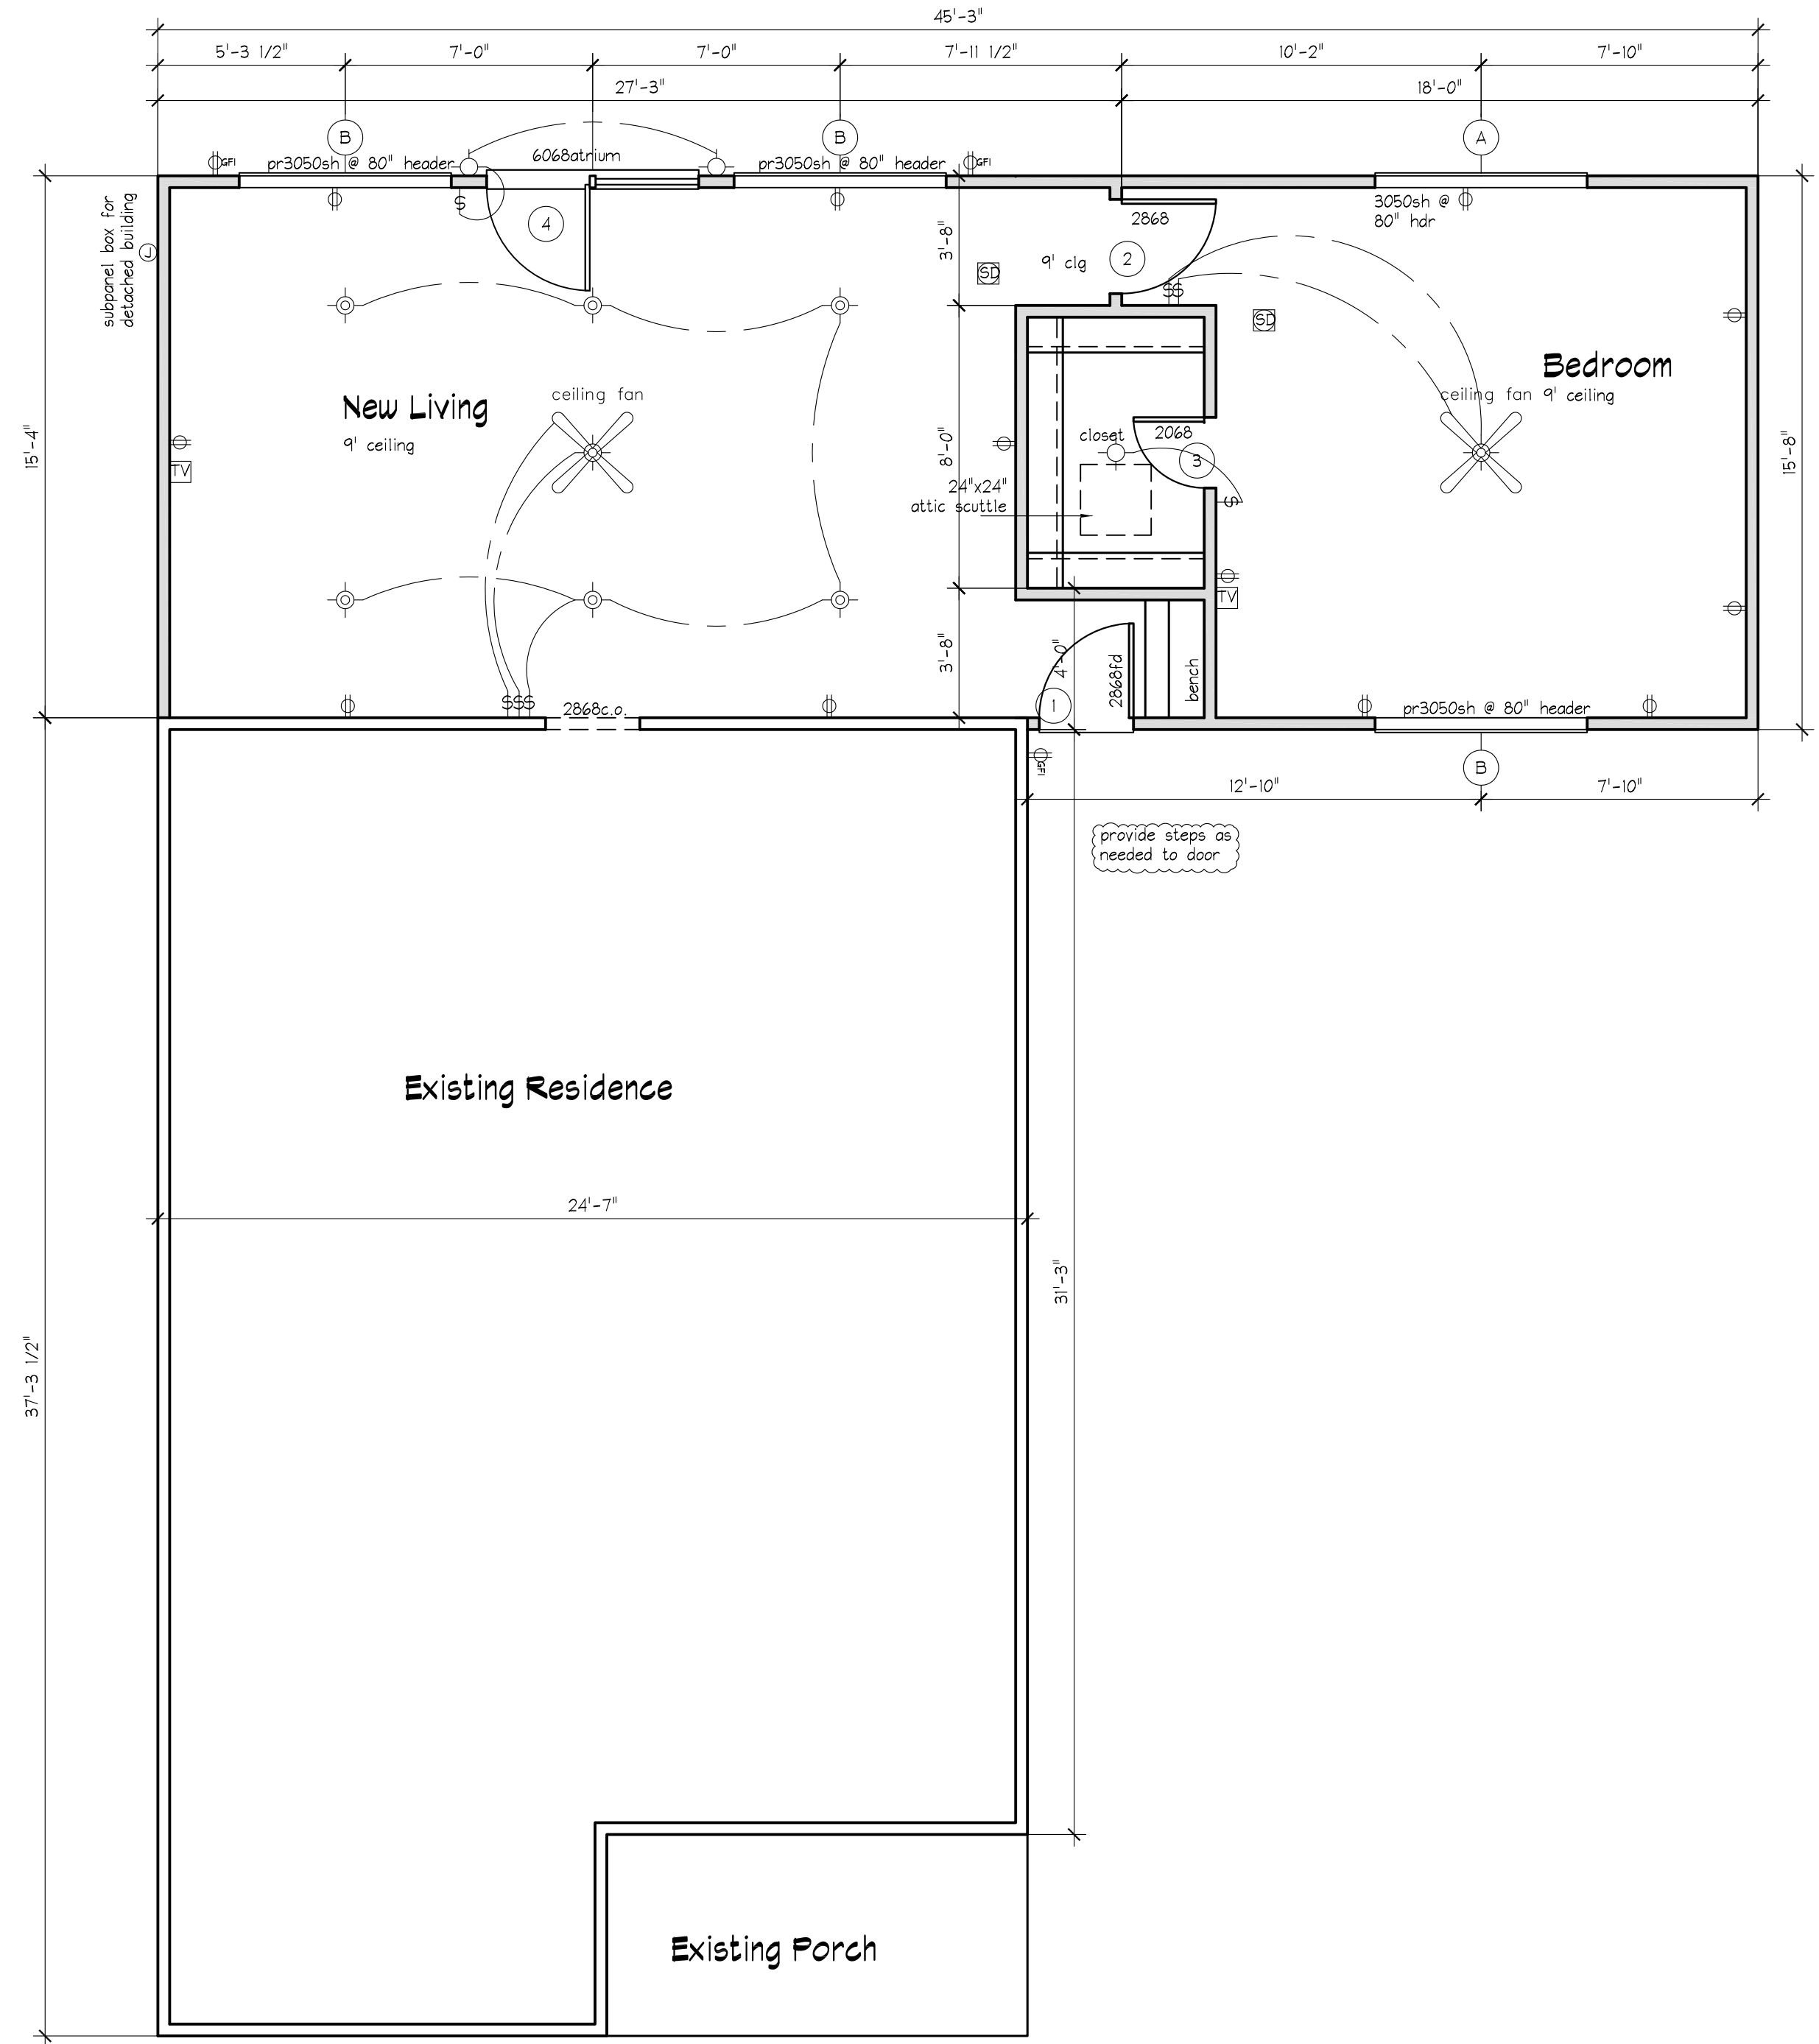 45'-3"
5'-3 1/2"
7'-0"
7'-0"
7'-11 1/2"
10'-2"
7'-10"
27'-3"
18'-0"
B
B
A
GFI
pr3050sh @ 80" header
6068atrium
pr3050sh @ 80" header
GFI
subpanel box for
detached building
S
4
3'-8"
2868
3050sh @
80" hdr
SD
9' clg
2
SS
SD
Bedroom
ceiling fan
9' ceiling
New Living
9' ceiling
ceiling fan
15'-4"
TV
8'-0"
closet
2068
3
24"x24"
attic scuttle
S
15'-8"
TV
3'-8"
4'-0"
2868fd
bench
SSS
2868c.o.
1
pr3050sh @ 80" header
GFI
B
12'-10"
7'-10"
provide steps as
needed to door
Existing Residence
24'-7"
31'-3"
37'-3 1/2"
Existing Porch